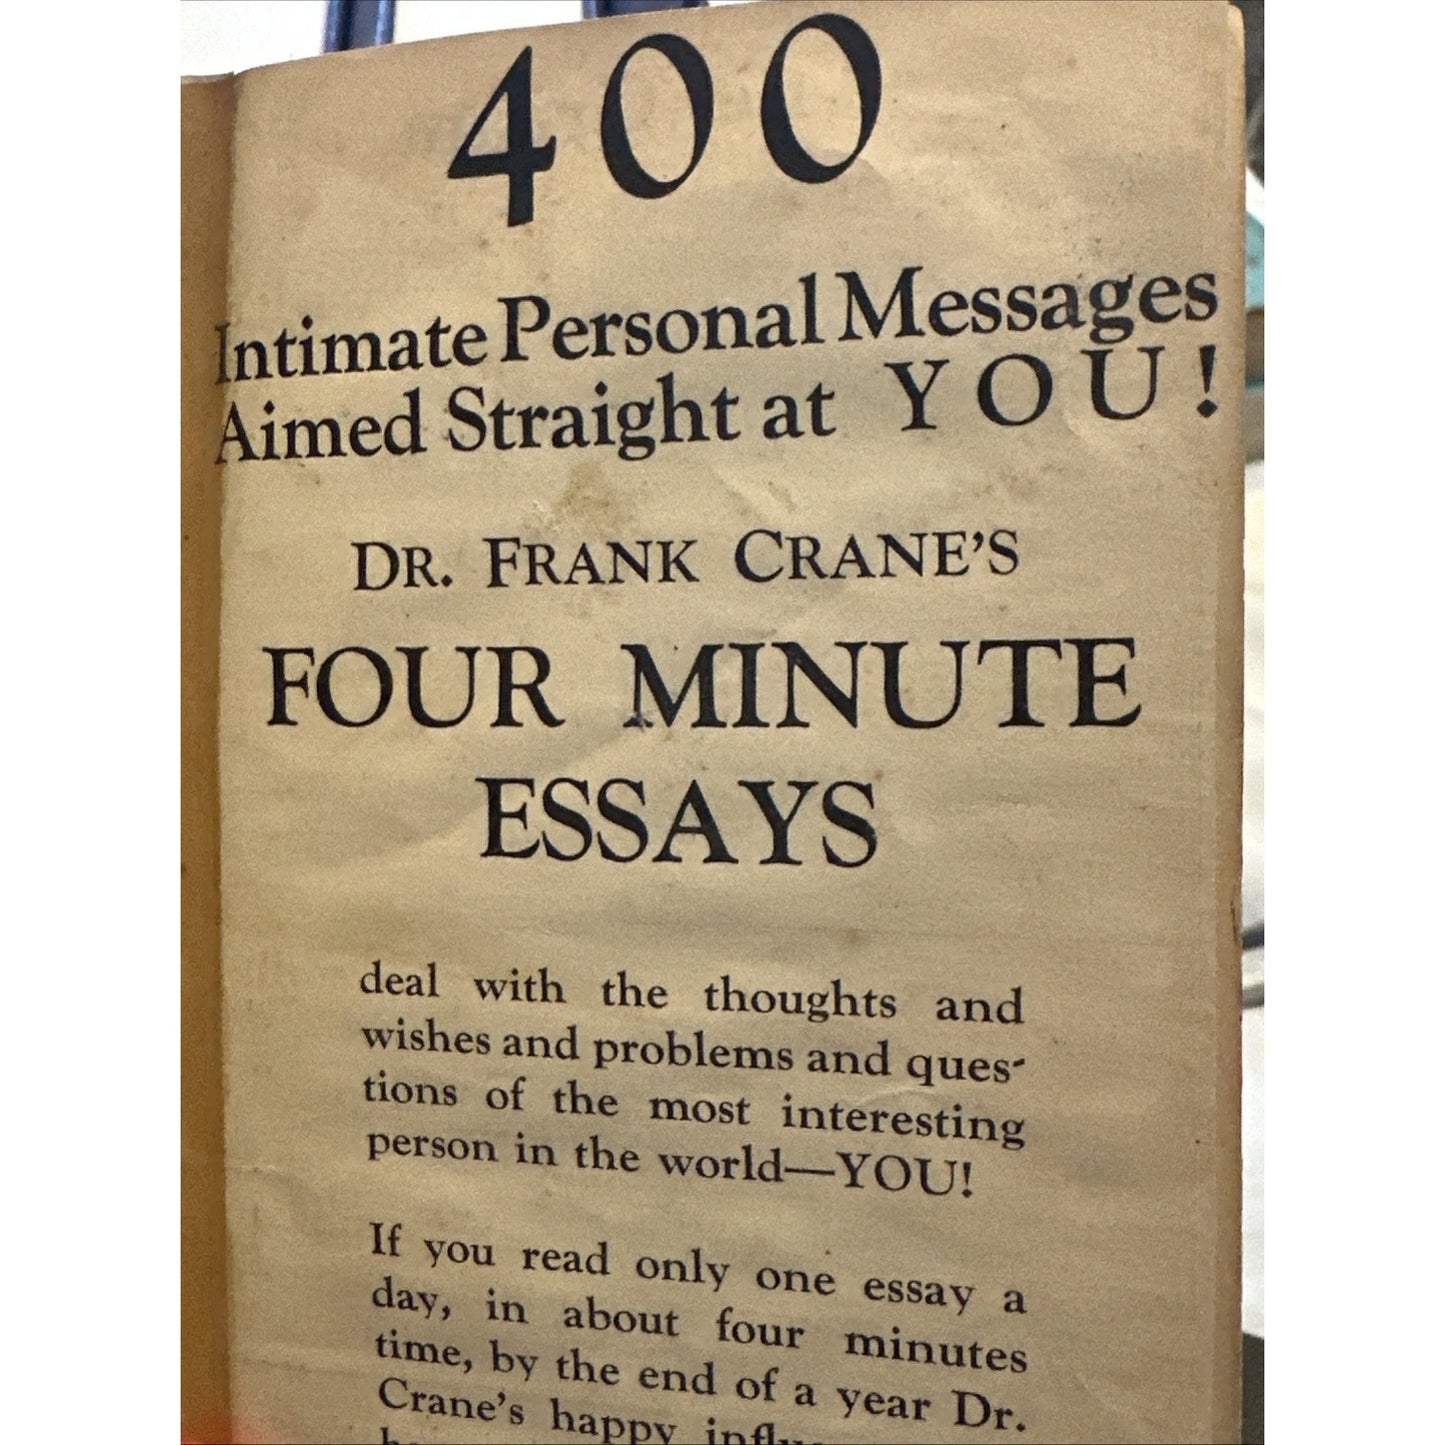 400
Intimate Personal Messages
Aimed Straight at YOU!
DR. FRANK CRANE'S
FOUR MINUTE
ESSAYS
deal with the thoughts and
wishes and problems and ques-
tions of the most interesting
person in the world—YOU!
If you read only one essay a
day, in about four minutes
time, by the end of a year Dr.
Crane's happy